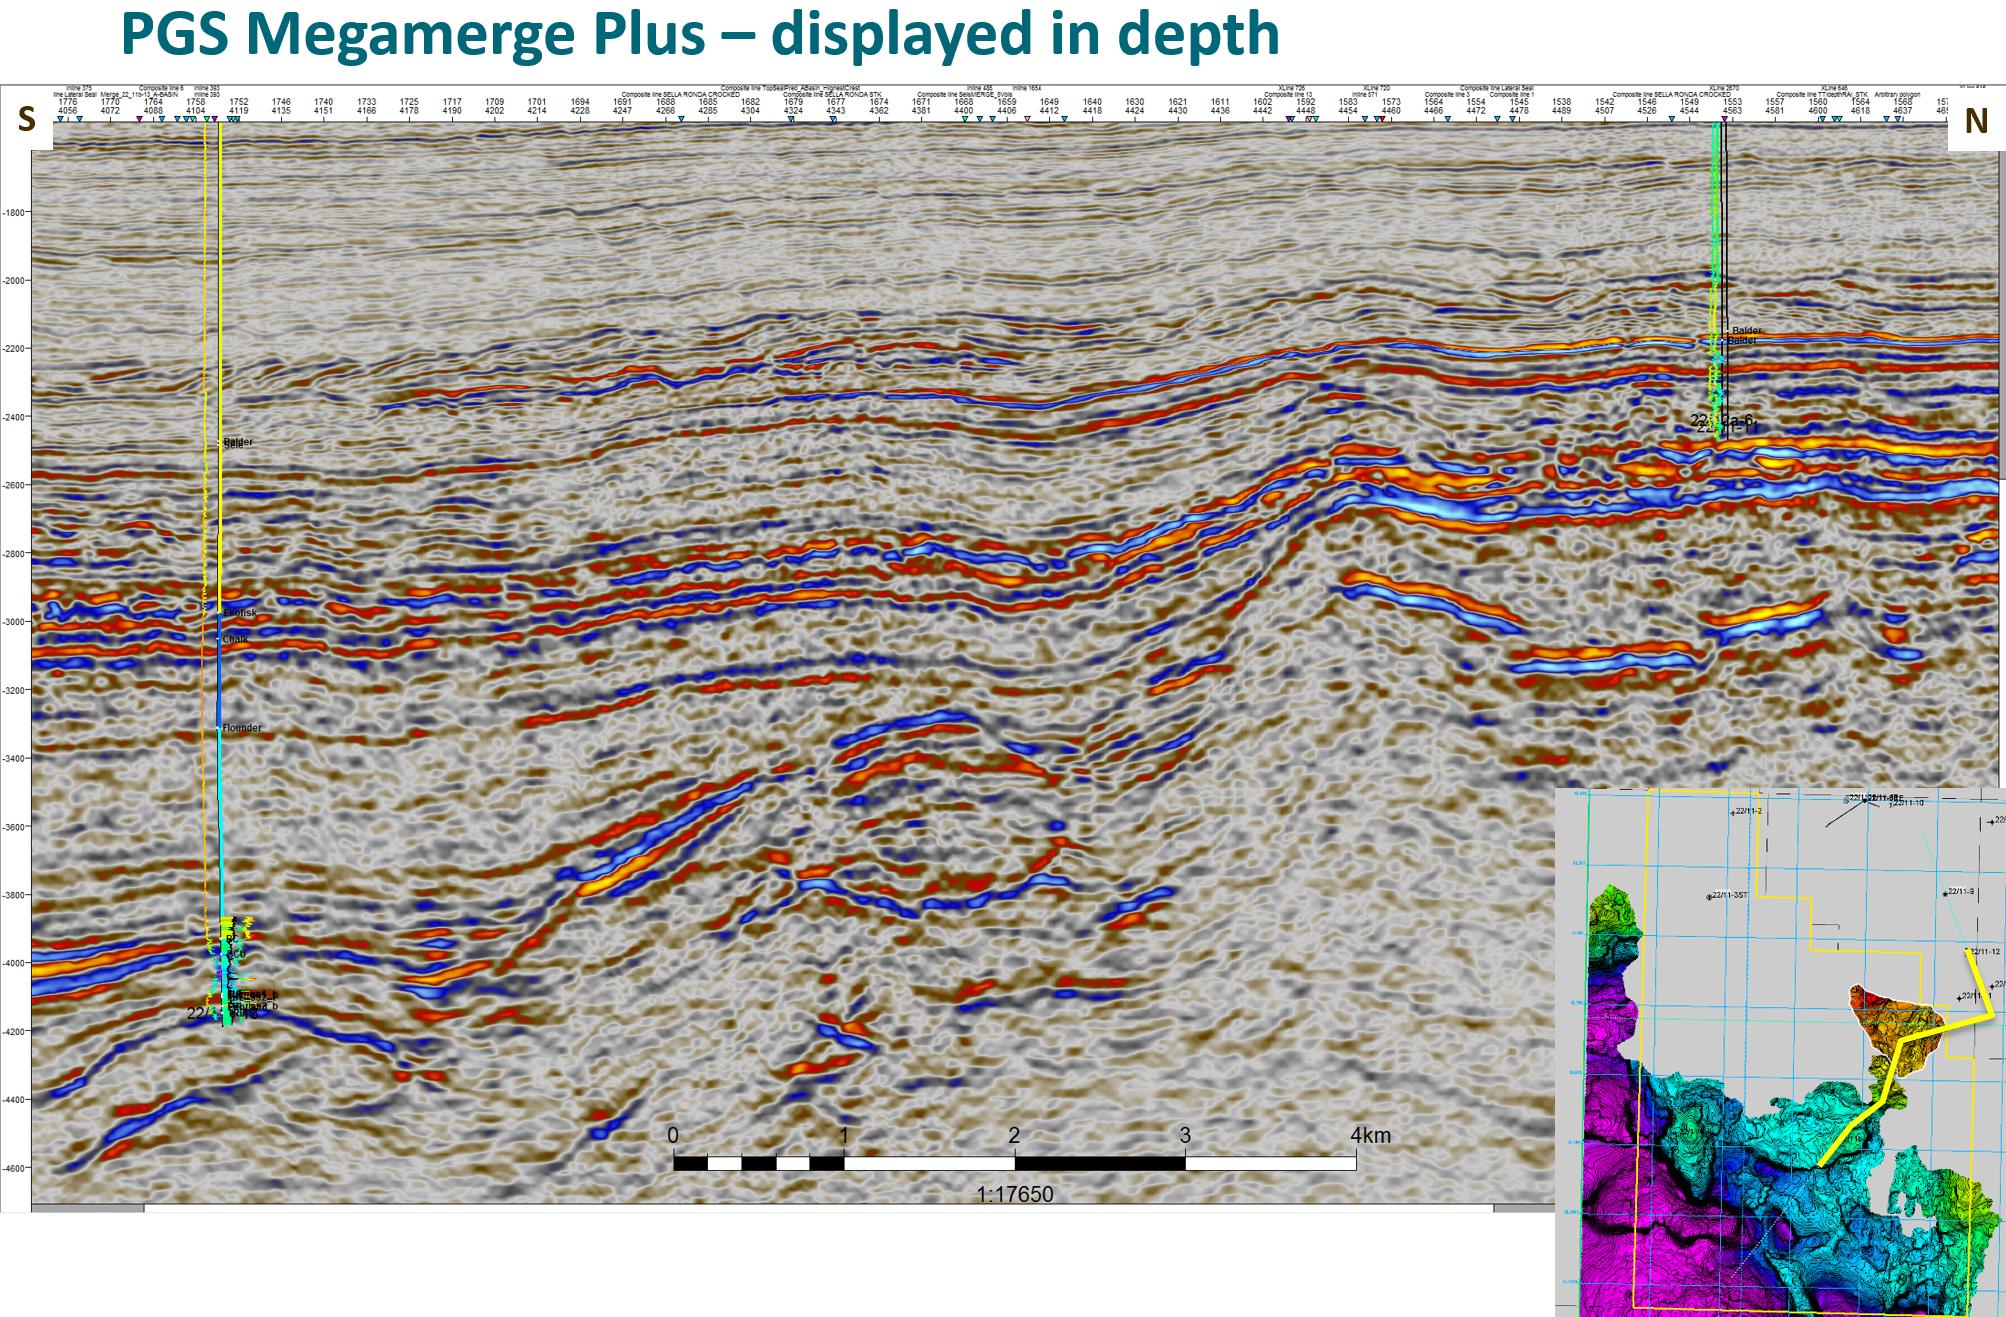 PGS Megamerge Plus – displayed in depth
Inline 375 Composite line 6 Inline 393 Composite line TopSealPred_ABasin_HighestCrest Inline 485 Inline 1654 XLine 726 XLine 720 Composite line Lateral Seal XLine 2670 XLine 646
line Lateral Seal Merge_22_11b-13_A-BASIN Inline 393 Composite line SELLA RONDA CROCKED Composite line SELLA RONDA STK Composite line SeisMERGE_5Vols Composite line 13 Inline 571 Composite line 3 Composite line 1 Composite line SELLA RONDA CROCKED Composite line TTIdepthRAI_STK Arbitrary polygon
1776 1770 1764 1758 1752 1746 1740 1733 1725 1717 1709 1701 1694 1691 1688 1685 1682 1679 1677 1674 1671 1668 1658 1649 1640 1630 1621 1611 1602 1592 1583 1573 1564 1554 1545 1538 1542 1546 1549 1553 1557 1560 1564 1568
4056 4072 4088 4104 4119 4135 4151 4166 4178 4190 4202 4214 4228 4247 4266 4285 4304 4324 4343 4362 4381 4400 4406 4412 4418 4424 4430 4436 4442 4448 4454 4460 4466 4472 4478 4489 4507 4526 4544 4563 4581 4600 4618 4637
S
N
-1800
-2000
-2200
Balder
Balder
-2400
Balder
Sele
-2600
-2800
Ekofisk
-3000
Chalk
-3200
Flounder
-3400
-3600
-3800
-4000
-4200
-4400
-4600
0 1 2 3 4km
1:17650
22/11-2
22/11-10
22/11-3ST
22/11-9
22/11-12